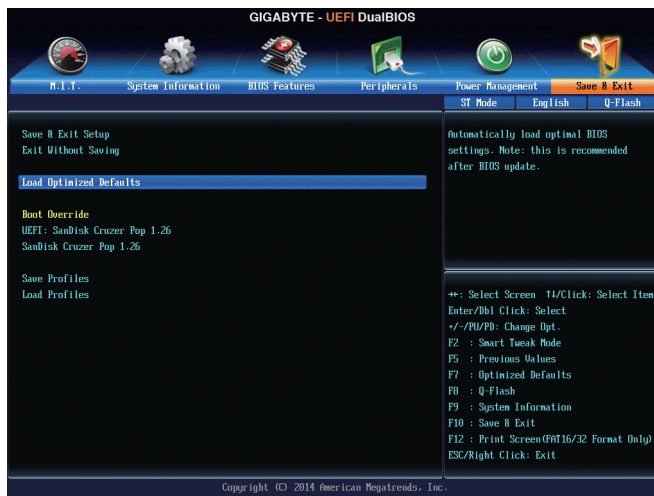 GIGABYTE - UEFI DualBIOS
M.I.T.
System Information
BIOS Features
Peripherals
Power Management
Save & Exit
ST Mode
English
Q-Flash
Save & Exit Setup
Exit Without Saving
Load Optimized Defaults
Boot Override
UEFI: SanDisk Cruzer Pop 1.26
SanDisk Cruzer Pop 1.26
Save Profiles
Load Profiles
Automatically load optimal BIOS
settings. Note: this is recommended
after BIOS update.
→←: Select Screen ↑↓/Click: Select Item
Enter/Dbl Click: Select
+/-/PU/PD: Change Opt.
F2 : Smart Tweak Mode
F5 : Previous Values
F7 : Optimized Defaults
F8 : Q-Flash
F9 : System Information
F10 : Save & Exit
F12 : Print Screen(FAT16/32 Format Only)
ESC/Right Click: Exit
Copyright (C) 2014 American Megatrends, Inc.